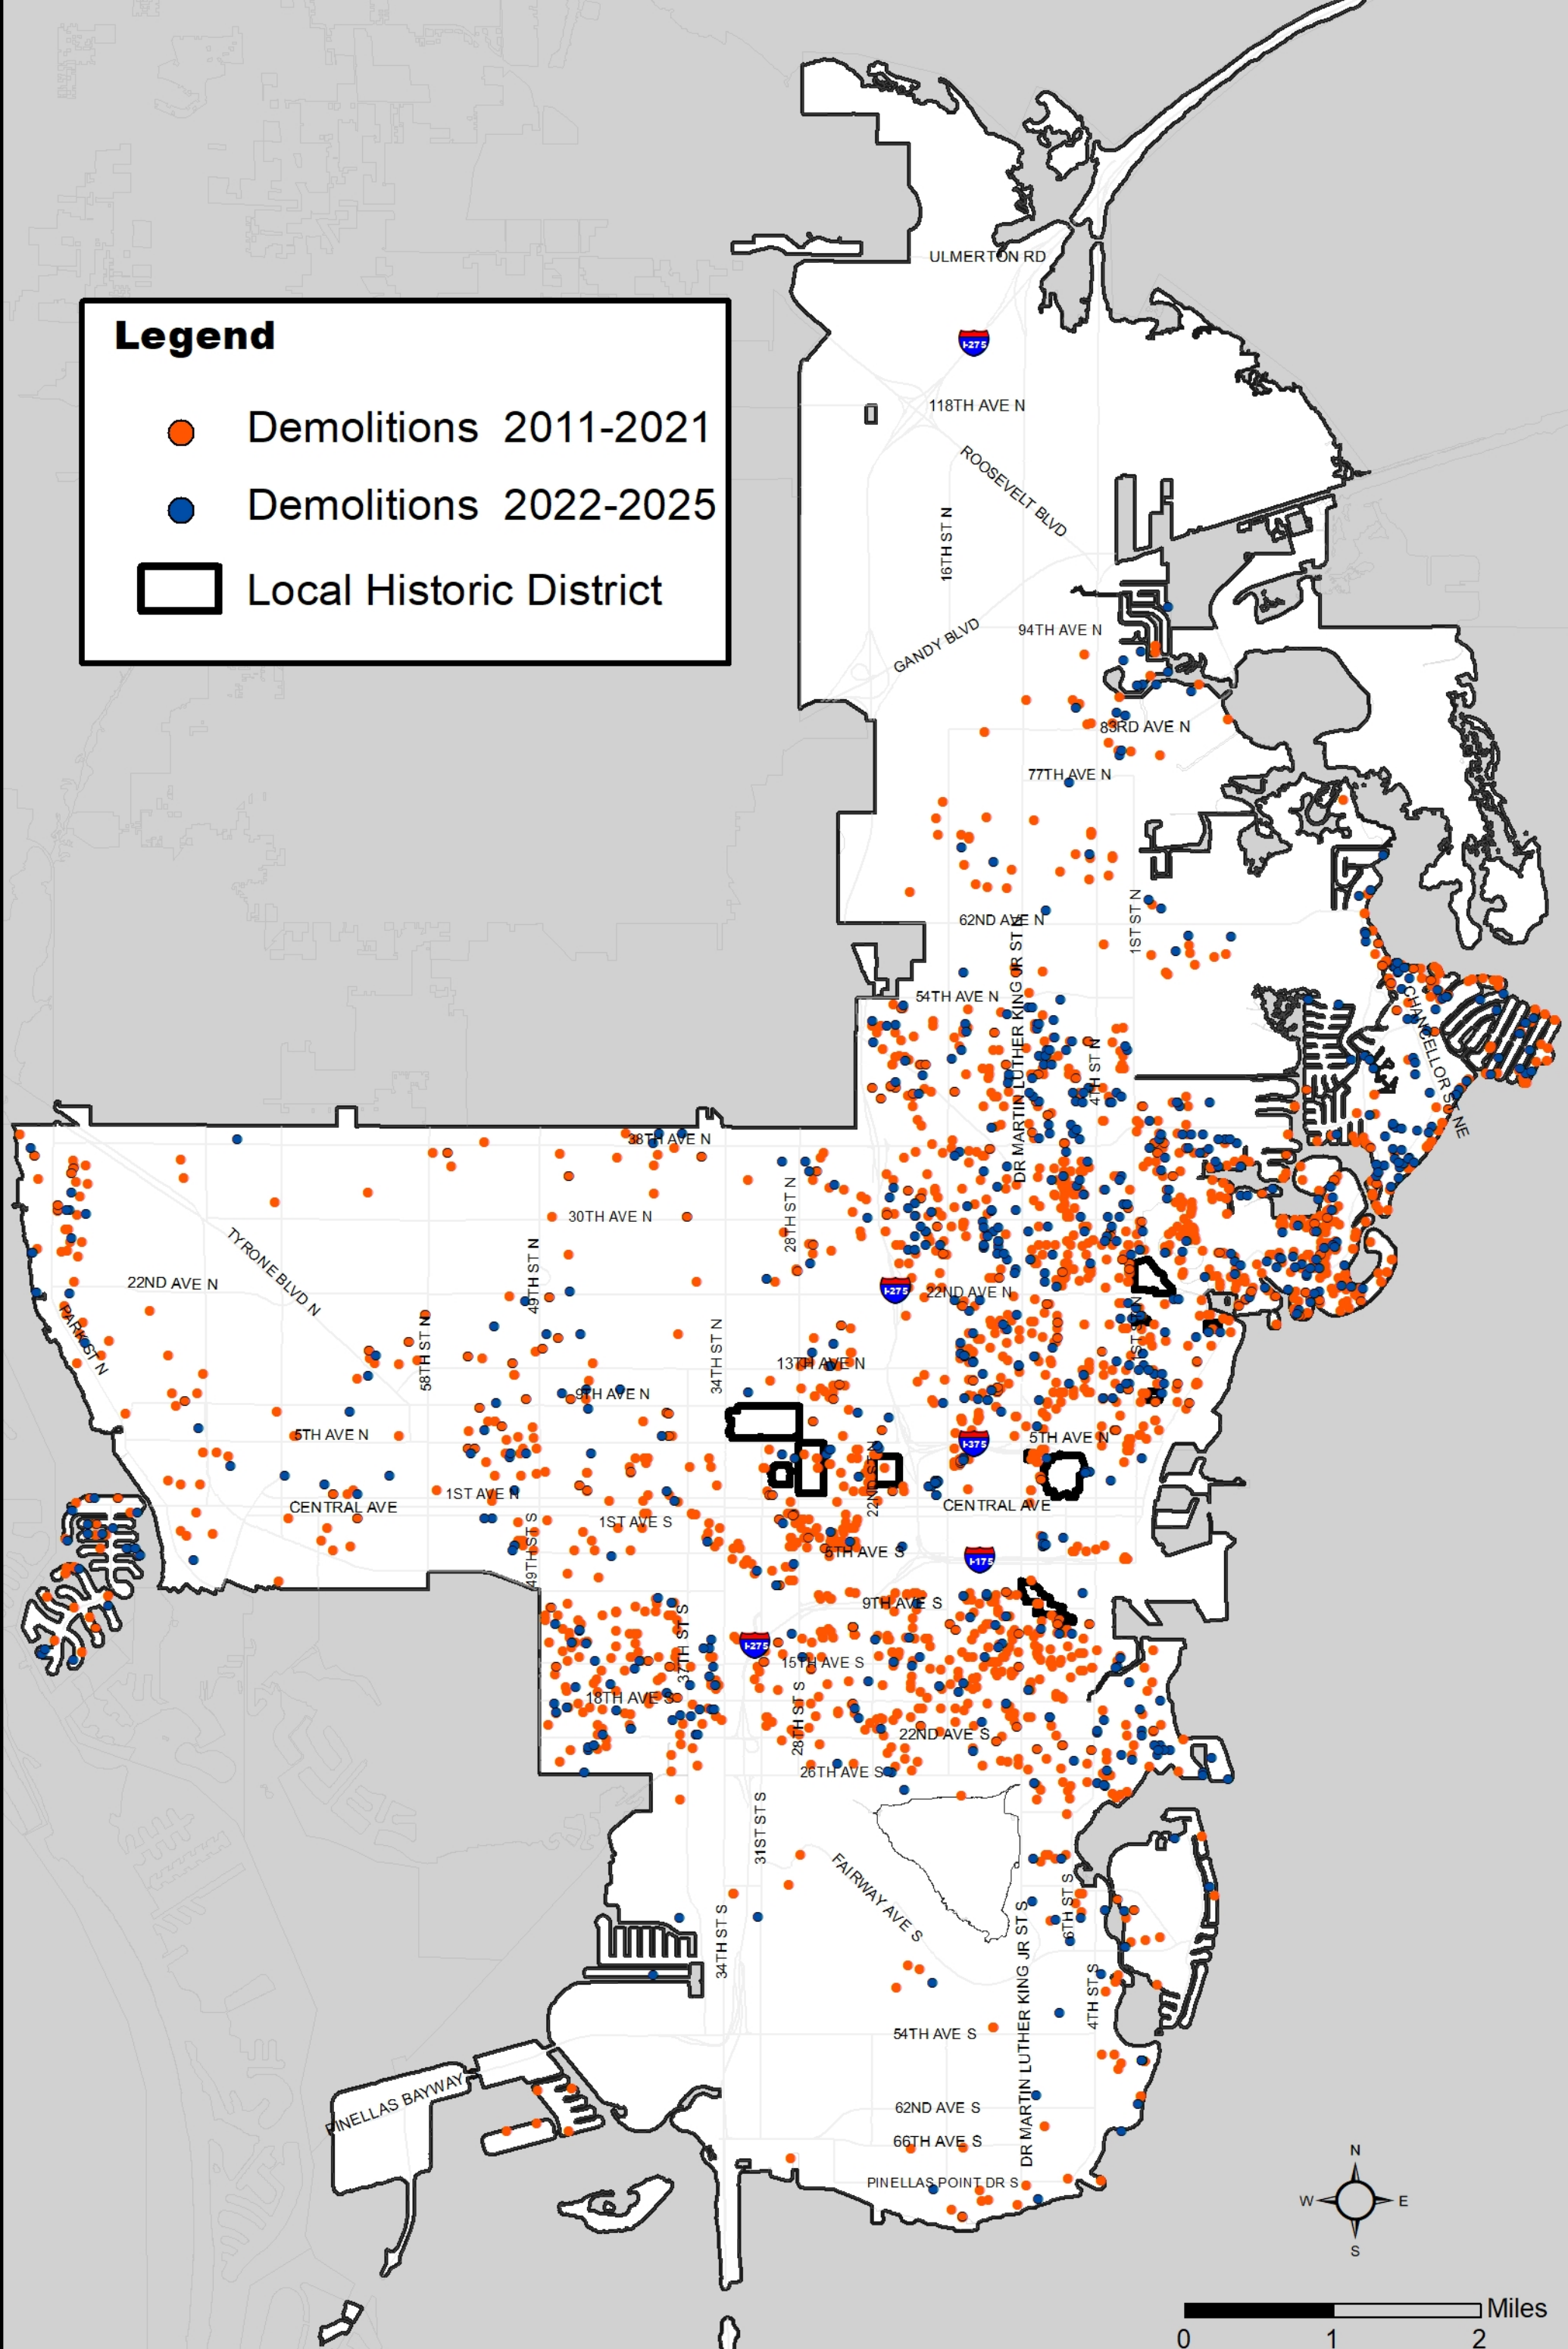 ULMERTON RD
I-275
Legend
Demolitions 2011-2021
Demolitions 2022-2025
Local Historic District
118TH AVE N
ROOSEVELT BLVD
16TH ST N
94TH AVE N
GANDY BLVD
83RD AVE N
77TH AVE N
62ND AVE N
1ST ST N
54TH AVE N
DR MARTIN LUTHER KING JR ST N
4TH ST N
CHANCELLOR ST NE
38TH AVE N
30TH AVE N
28TH ST N
TYRONE BLVD N
22ND AVE N
49TH ST N
I-275
22ND AVE N
PARK ST N
58TH ST N
34TH ST N
13TH AVE N
ST N
9TH AVE N
5TH AVE N
I-375
5TH AVE N
1ST AVE N
22ND ST N
CENTRAL AVE
CENTRAL AVE
1ST AVE S
49TH ST S
5TH AVE S
I-175
9TH AVE S
37TH ST S
I-275
15TH AVE S
18TH AVE S
28TH ST S
22ND AVE S
26TH AVE S
31ST ST S
FAIRWAY AVE S
6TH ST S
34TH ST S
DR MARTIN LUTHER KING JR ST S
4TH ST S
54TH AVE S
PINELLAS BAYWAY
62ND AVE S
66TH AVE S
PINELLAS POINT DR S
N
W
E
S
Miles
0 1 2